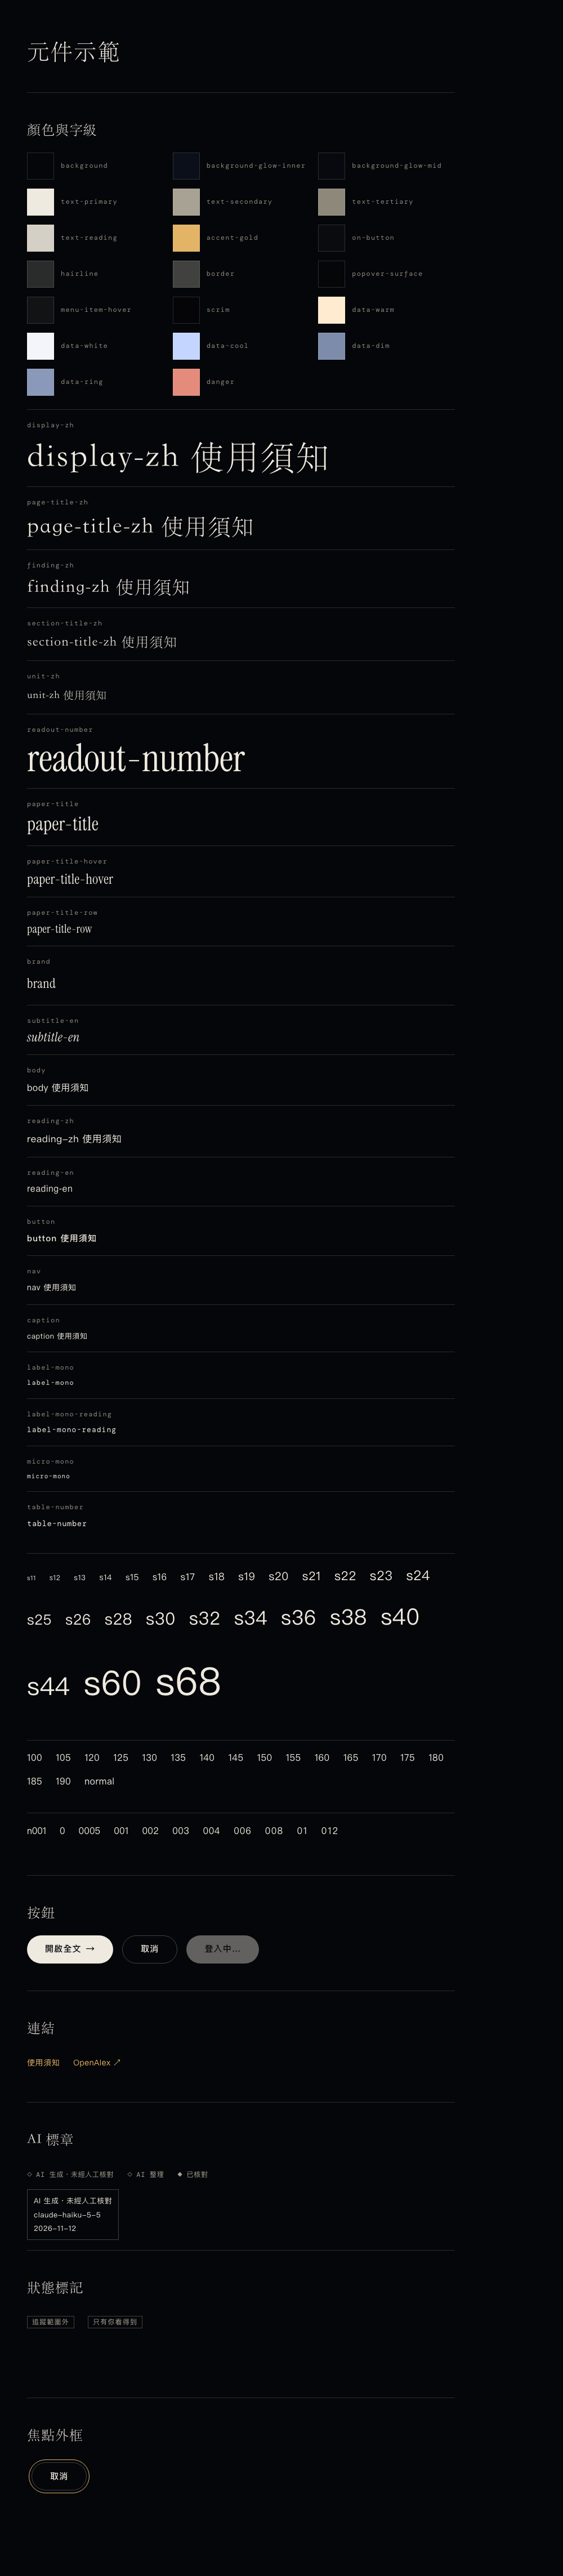 元件示範
顏色與字級
background background-glow-inner background-glow-mid
text-primary text-secondary text-tertiary
text-reading accent-gold on-button
hairline border popover-surface
menu-item-hover scrim data-warm
data-white data-cool data-dim
data-ring danger
display-zh
display-zh 使用須知
page-title-zh
page-title-zh 使用須知
finding-zh
finding-zh 使用須知
section-title-zh
section-title-zh 使用須知
unit-zh
unit-zh 使用須知
readout-number
readout-number
paper-title
paper-title
paper-title-hover
paper-title-hover
paper-title-row
paper-title-row
brand
brand
subtitle-en
subtitle-en
body
body 使用須知
reading-zh
reading-zh 使用須知
reading-en
reading-en
button
button 使用須知
nav
nav 使用須知
caption
caption 使用須知
label-mono
label-mono
label-mono-reading
label-mono-reading
micro-mono
micro-mono
table-number
table-number
s11 s12 s13 s14 s15 s16 s17 s18 s19 s20 s21 s22 s23 s24
s25 s26 s28 s30 s32 s34 s36 s38 s40
s44 s60 s68
100 105 120 125 130 135 140 145 150 155 160 165 170 175 180
185 190 normal
n001 0 0005 001 002 003 004 006 008 01 012
按鈕
開啟全文 → 取消 登入中…
連結
使用須知 OpenAlex ↗
AI 標章
◇ AI 生成・未經人工核對 ◇ AI 整理 ◆ 已核對
AI 生成・未經人工核對
claude-haiku-5-5
2026-11-12
狀態標記
追蹤範圍外 只有你看得到
焦點外框
取消